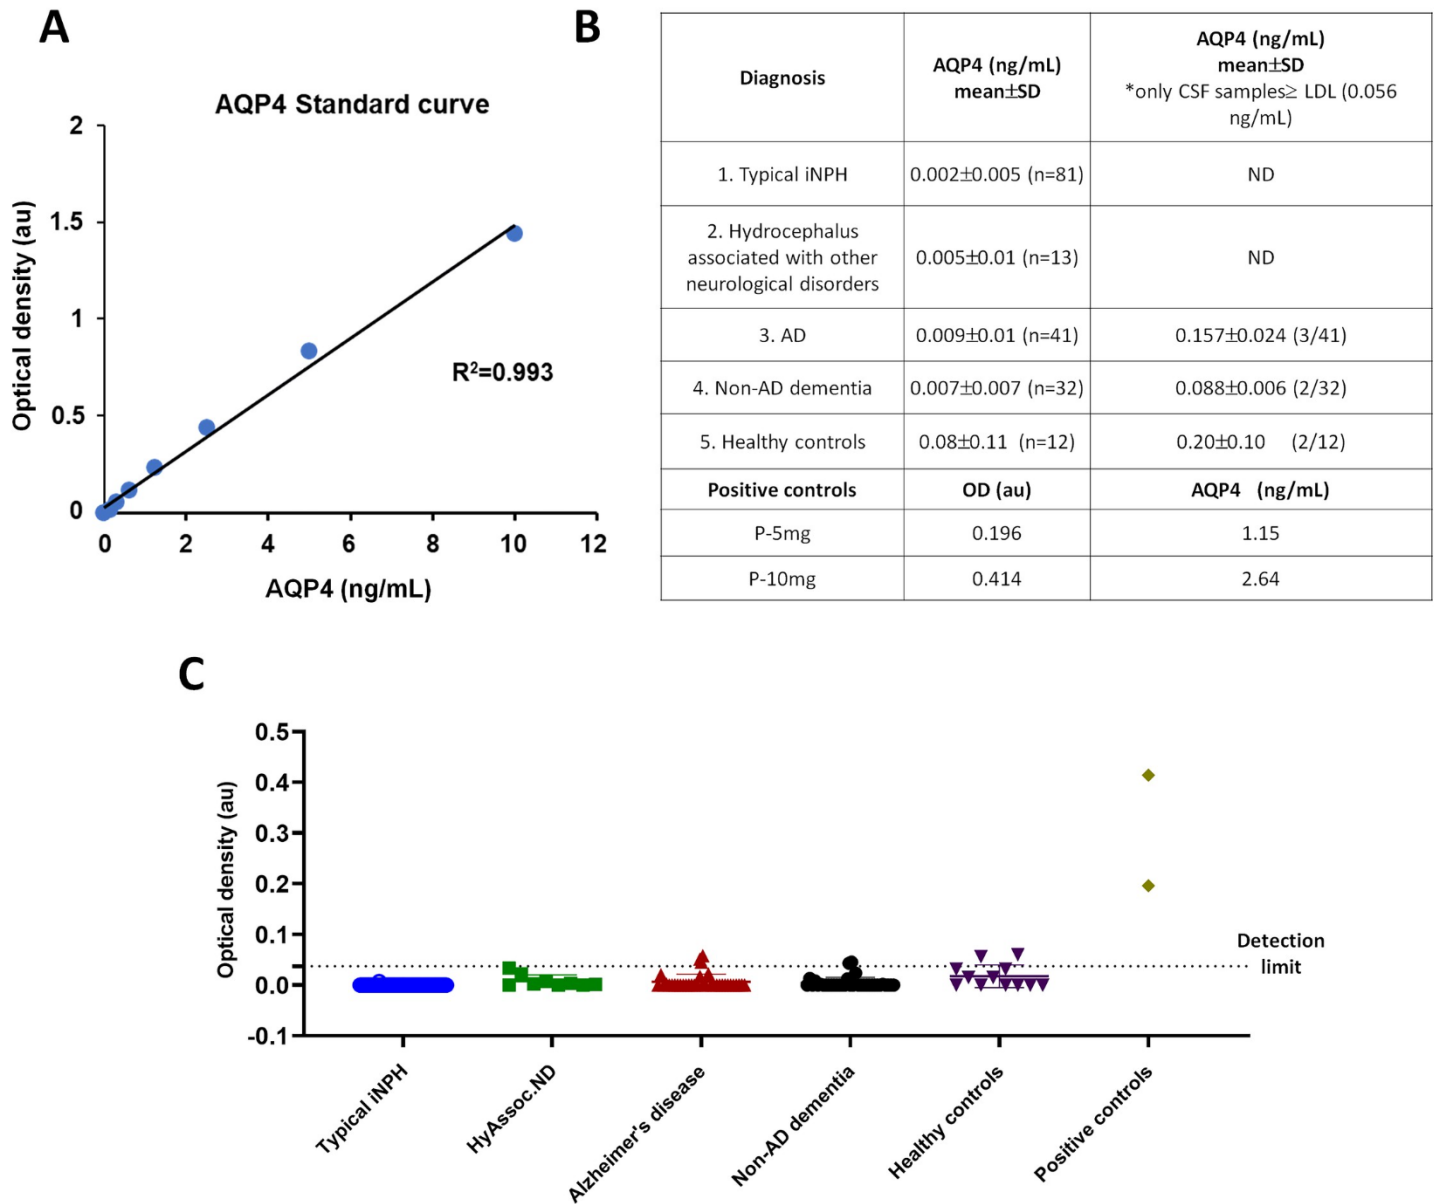 A
AQP4 Standard curve
2
1.5
1
0.5
0
Optical density (au)
R²=0.993
0 2 4 6 8 10 12
AQP4 (ng/mL)
B
Diagnosis
AQP4 (ng/mL)
mean±SD
AQP4 (ng/mL)
mean±SD
*only CSF samples≥ LDL (0.056
ng/mL)
1. Typical iNPH
0.002±0.005 (n=81)
ND
2. Hydrocephalus
associated with other
neurological disorders
0.005±0.01 (n=13)
ND
3. AD
0.009±0.01 (n=41)
0.157±0.024 (3/41)
4. Non-AD dementia
0.007±0.007 (n=32)
0.088±0.006 (2/32)
5. Healthy controls
0.08±0.11 (n=12)
0.20±0.10 (2/12)
Positive controls
OD (au)
AQP4 (ng/mL)
P-5mg
0.196
1.15
P-10mg
0.414
2.64
C
0.5
0.4
0.3
0.2
0.1
0.0
-0.1
Optical density (au)
Detection
limit
Typical iNPH
HyAssoc.ND
Alzheimer's disease
Non-AD dementia
Healthy controls
Positive controls